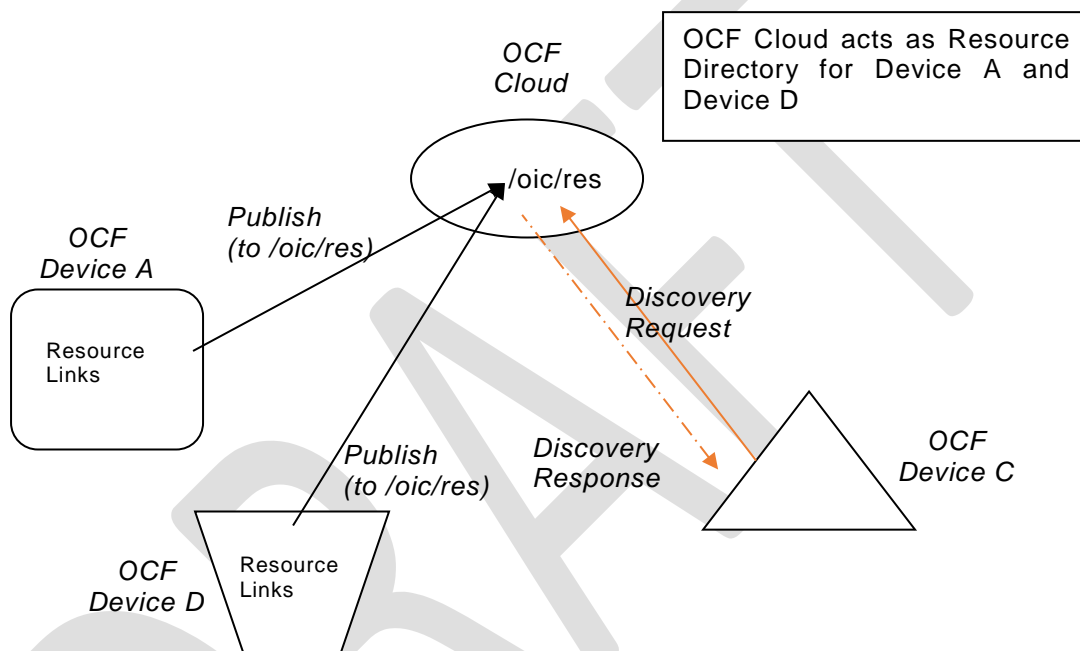 OCF
Cloud
OCF Cloud acts as Resource
Directory for Device A and
Device D
/oic/res
Publish
(to /oic/res)
OCF
Device A
Resource
Links
Discovery
Request
Publish
(to /oic/res)
Discovery
Response
OCF
Device C
OCF
Device D
Resource
Links
DRAFT